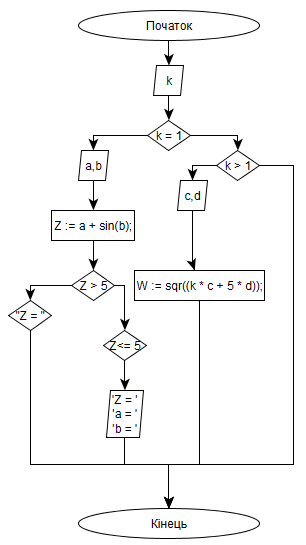 Початок
k
k = 1
a,b
k > 1
c,d
Z := a + sin(b);
Z > 5
W := sqr((k * c + 5 * d));
"Z = "
Z<= 5
'Z = '
'a = '
'b = '
Кінець